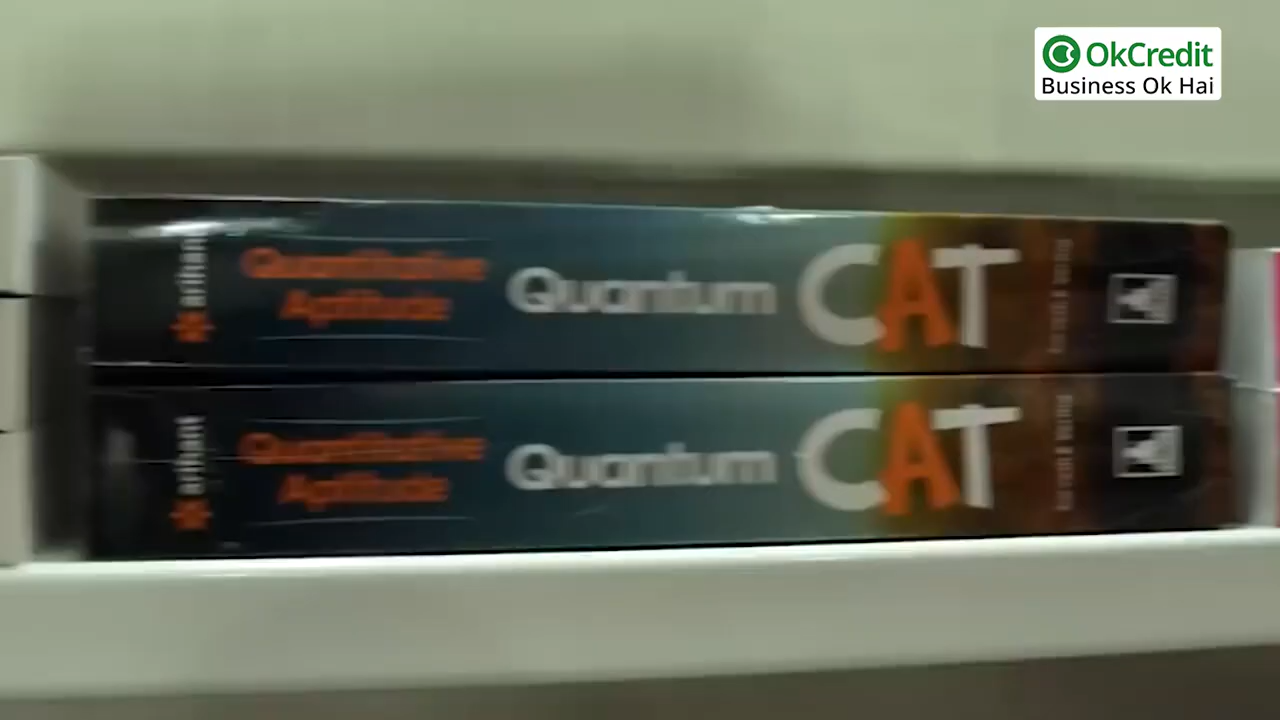 OkCredit
Business Ok Hai
arihant
Quantitative
Aptitude
Quantum
CAT
arihant
Quantitative
Aptitude
Quantum
CAT